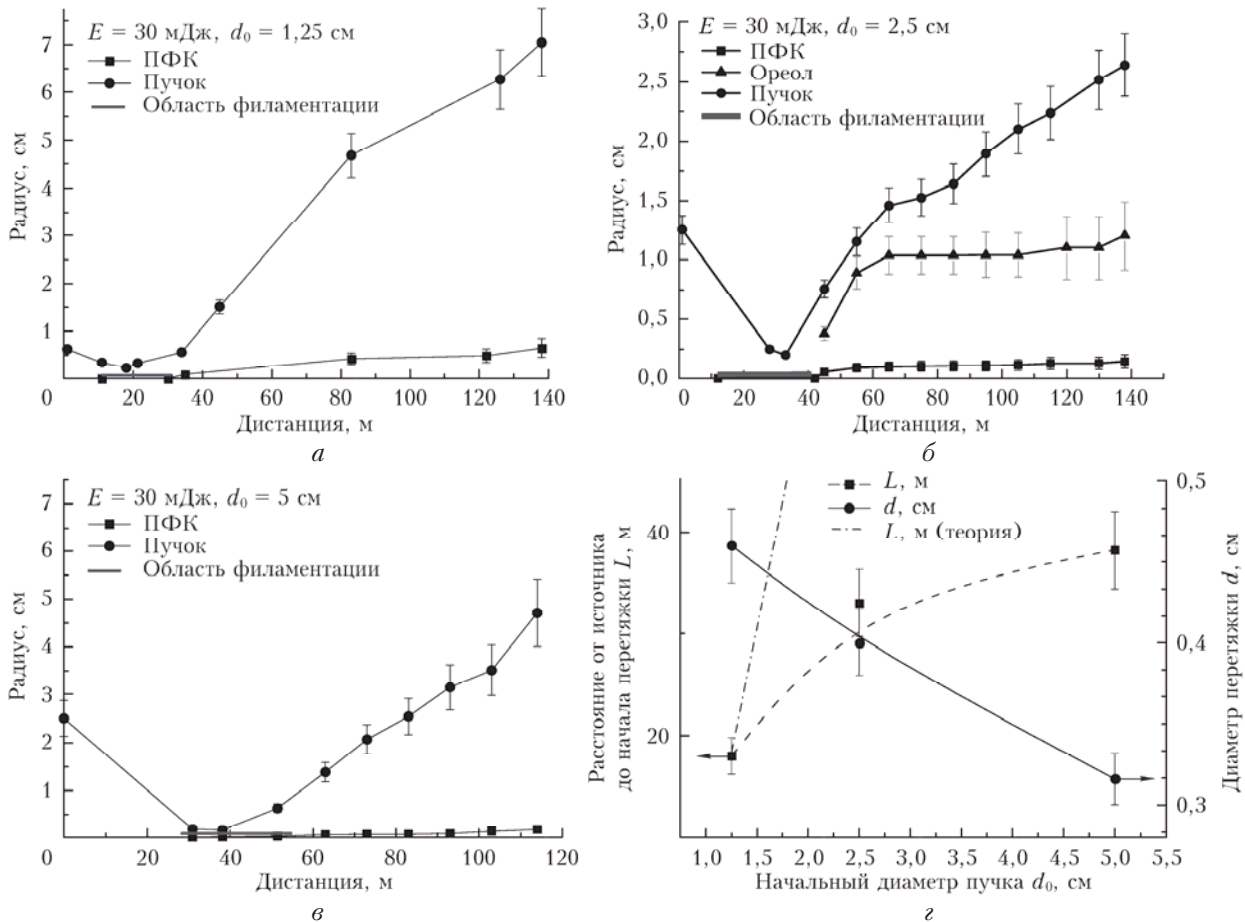 E = 30 мДж, d₀ = 1,25 см
ПФК
Пучок
Область филаментации
Радиус, см
7
6
5
4
3
2
1
0
20
40
60
80
100
120
140
Дистанция, м
а
E = 30 мДж, d₀ = 2,5 см
ПФК
Ореол
Пучок
Область филаментации
Радиус, см
3,0
2,5
2,0
1,5
1,0
0,5
0,0
0
20
40
60
80
100
120
140
Дистанция, м
б
E = 30 мДж, d₀ = 5 см
ПФК
Пучок
Область филаментации
Радиус, см
7
6
5
4
3
2
1
0
20
40
60
80
100
120
Дистанция, м
в
L, м
d, см
L, м (теория)
Расстояние от источника
до начала перетяжки L, м
40
20
0,5
0,4
0,3
Диаметр перетяжки d, см
1,0
1,5
2,0
2,5
3,0
3,5
4,0
4,5
5,0
5,5
Начальный диаметр пучка d₀, см
г